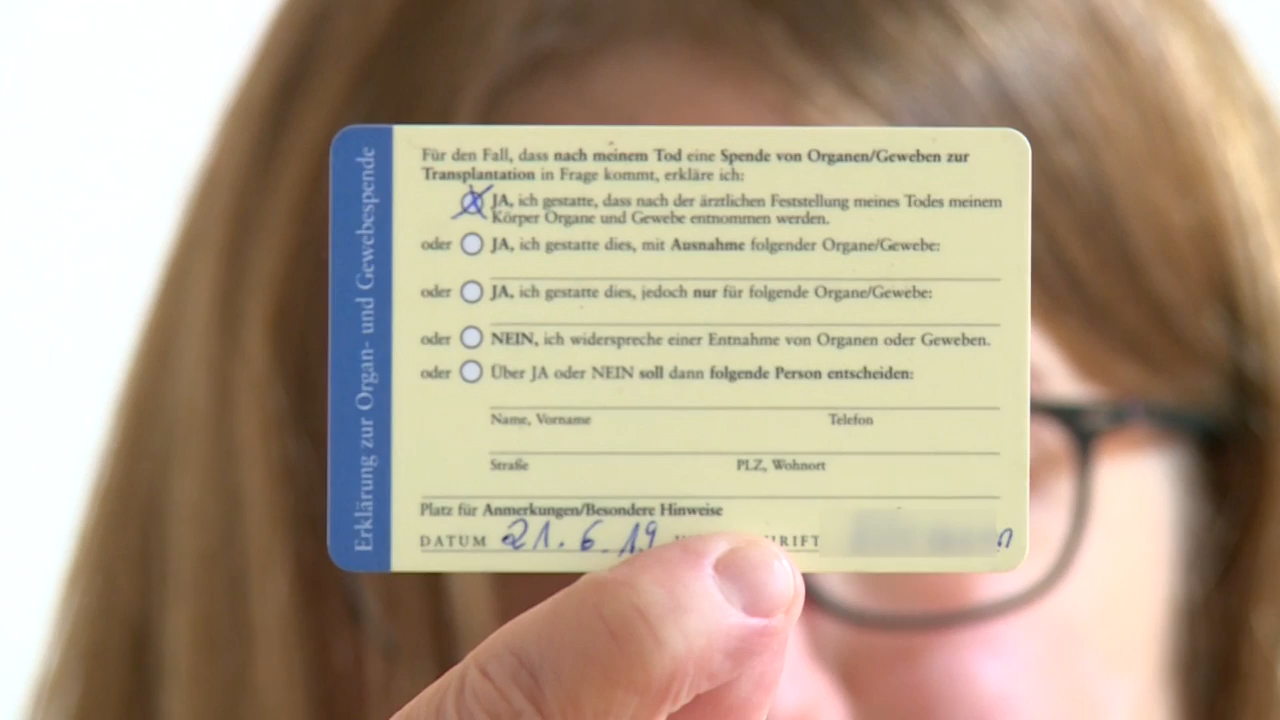 Erklärung zur Organ- und Gewebespende
Für den Fall, dass nach meinem Tod eine Spende von Organen/Geweben zur
Transplantation in Frage kommt, erkläre ich:
JA, ich gestatte, dass nach der ärztlichen Feststellung meines Todes meinem
Körper Organe und Gewebe entnommen werden.
oder JA, ich gestatte dies, mit Ausnahme folgender Organe/Gewebe:
oder JA, ich gestatte dies, jedoch nur für folgende Organe/Gewebe:
oder NEIN, ich widerspreche einer Entnahme von Organen oder Geweben.
oder Über JA oder NEIN soll dann folgende Person entscheiden:
Name, Vorname Telefon
Straße PLZ, Wohnort
Platz für Anmerkungen/Besondere Hinweise
DATUM 21.6.19